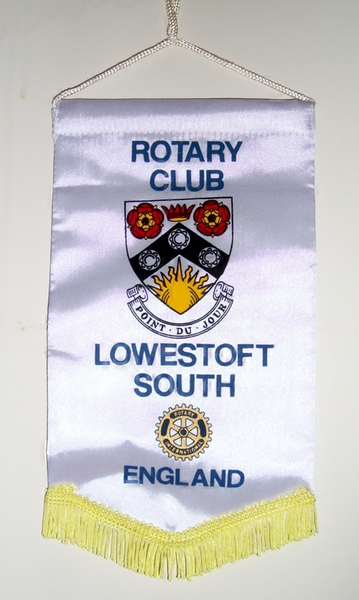 ROTARY
CLUB
POINT · DU · JOUR
LOWESTOFT
SOUTH
ROTARY
INTERNATIONAL
ENGLAND